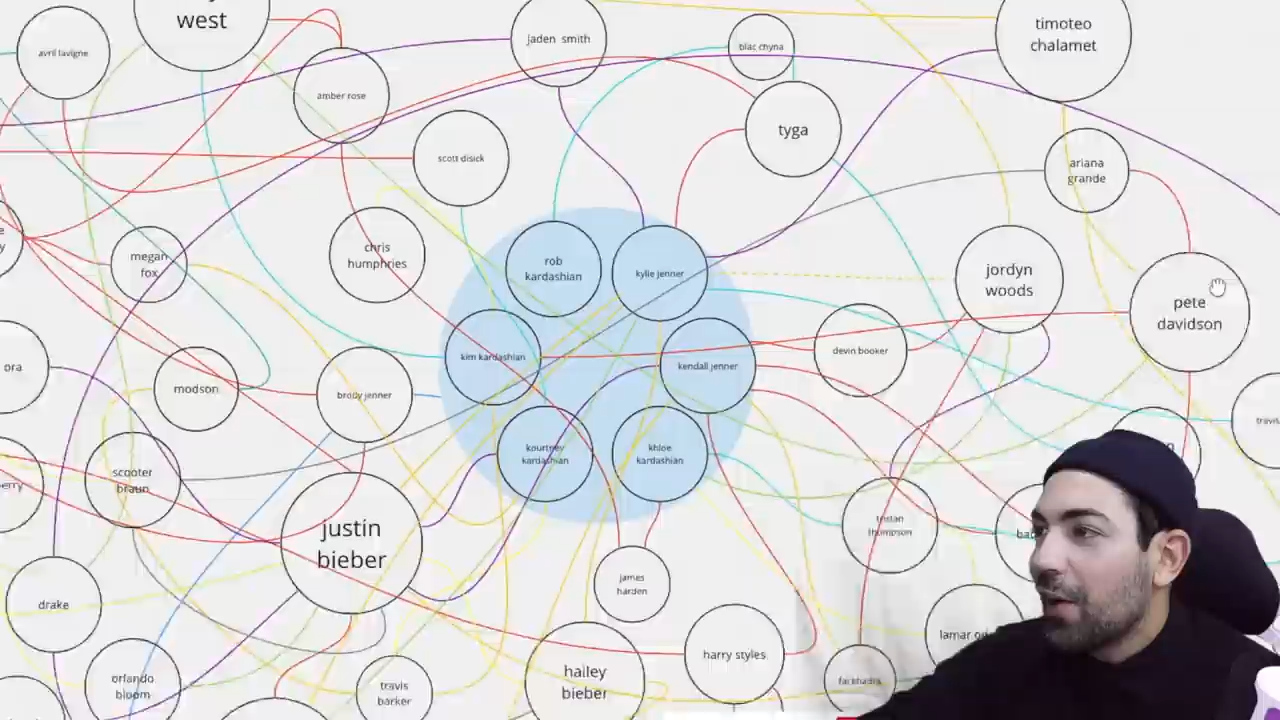 west
avril lavigne
jaden smith
blac chyna
timoteo
chalamet
amber rose
tyga
scott disick
ariana
grande
chris
humphries
megan
fox
rob
kardashian
kylie jenner
jordyn
woods
pete
davidson
kim kardashian
kendall jenner
devin booker
ora
modson
brody jenner
kourtney
kardashian
khloe
kardashian
scooter
braun
justin
bieber
tristan
thompson
james
harden
drake
harry styles
orlando
bloom
travis
barker
hailey
bieber